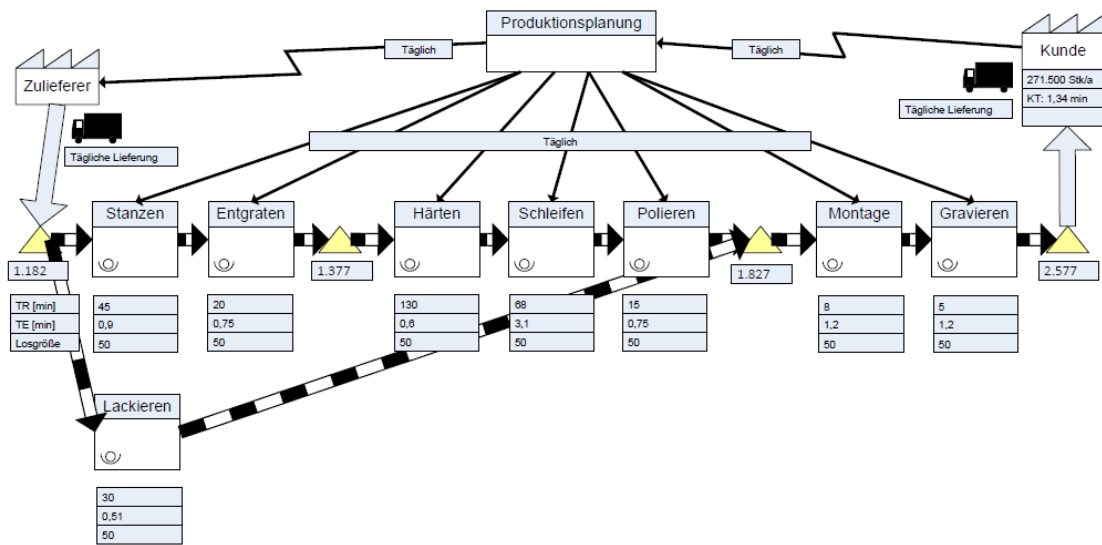 Produktionsplanung
Täglich
Täglich
Kunde
271.500 Stk/a
KT: 1,34 min
Zulieferer
Tägliche Lieferung
Tägliche Lieferung
Täglich
Stanzen
Entgraten
Härten
Schleifen
Polieren
Montage
Gravieren
1.182
1.377
1.827
2.577
TR [min] 45 20 130 68 15 8 5
TE [min] 0,9 0,75 0,6 3,1 0,75 1,2 1,2
Losgröße 50 50 50 50 50 50 50
Lackieren
30
0,51
50